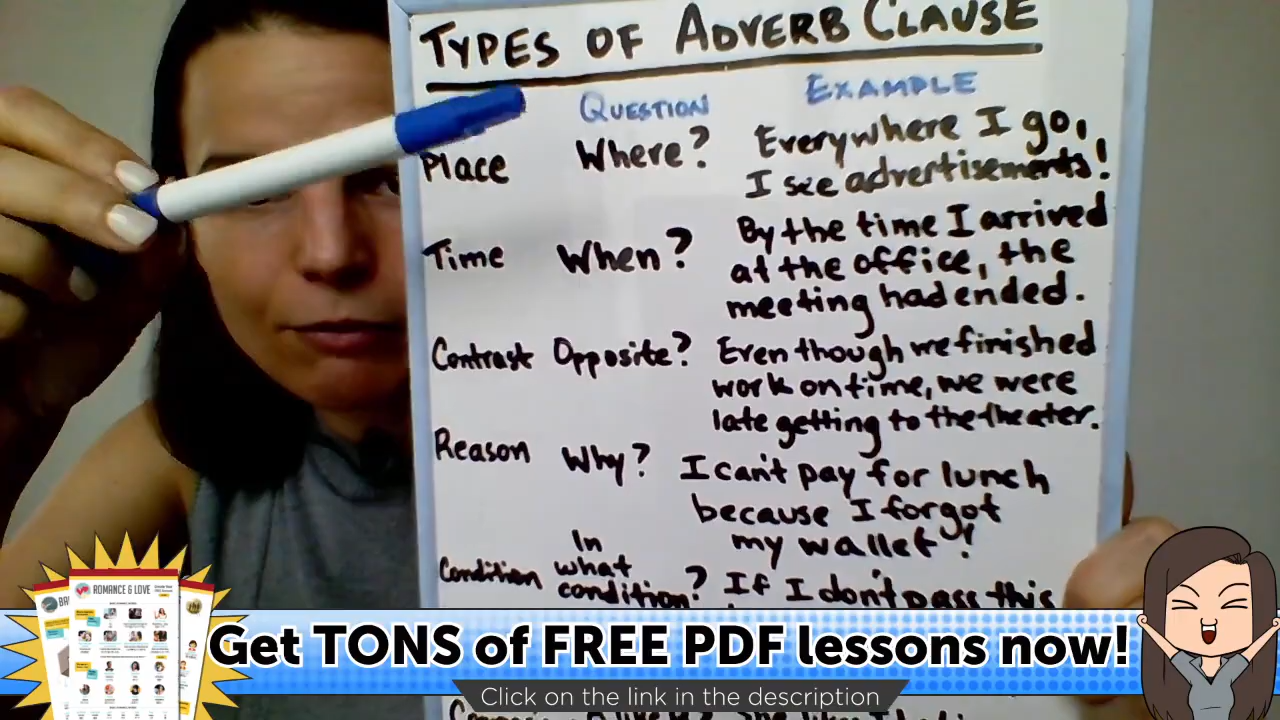 TYPES OF ADVERB CLAUSE
QUESTION EXAMPLE
Place Where? Everywhere I go,
I see advertisements!
Time When? By the time I arrived
at the office, the
meeting had ended.
Contrast Opposite? Even though we finished
work on time, we were
late getting to the theater.
Reason Why? I can't pay for lunch
because I forgot
my wallet!
Condition In
what
condition? If I don't pass this
ROMANCE & LOVE
Get TONS of FREE PDF lessons now!
Click on the link in the description